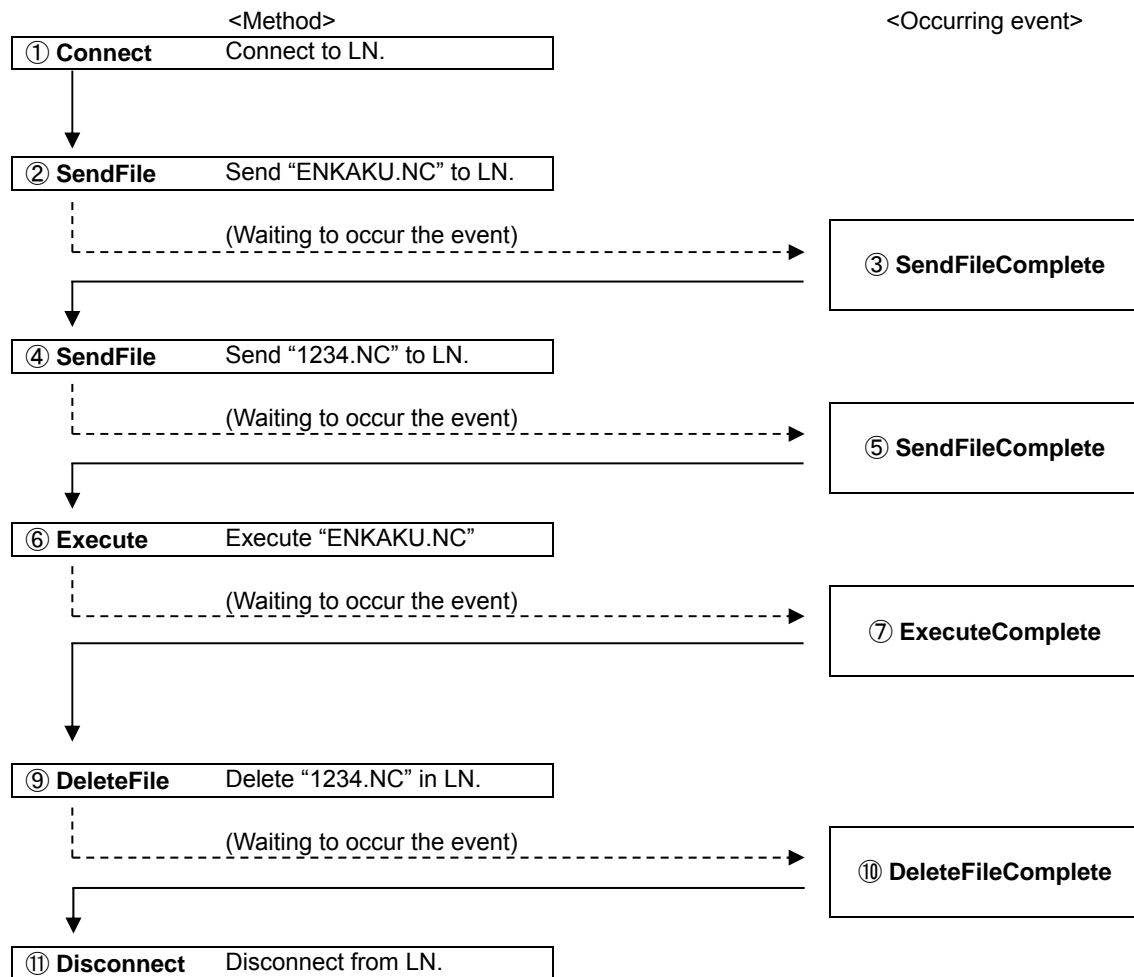 <Method> <Occurring event>
① Connect Connect to LN.
② SendFile Send “ENKAKU.NC” to LN.
(Waiting to occur the event)
③ SendFileComplete
④ SendFile Send “1234.NC” to LN.
(Waiting to occur the event)
⑤ SendFileComplete
⑥ Execute Execute “ENKAKU.NC”
(Waiting to occur the event)
⑦ ExecuteComplete
⑨ DeleteFile Delete “1234.NC” in LN.
(Waiting to occur the event)
⑩ DeleteFileComplete
⑪ Disconnect Disconnect from LN.